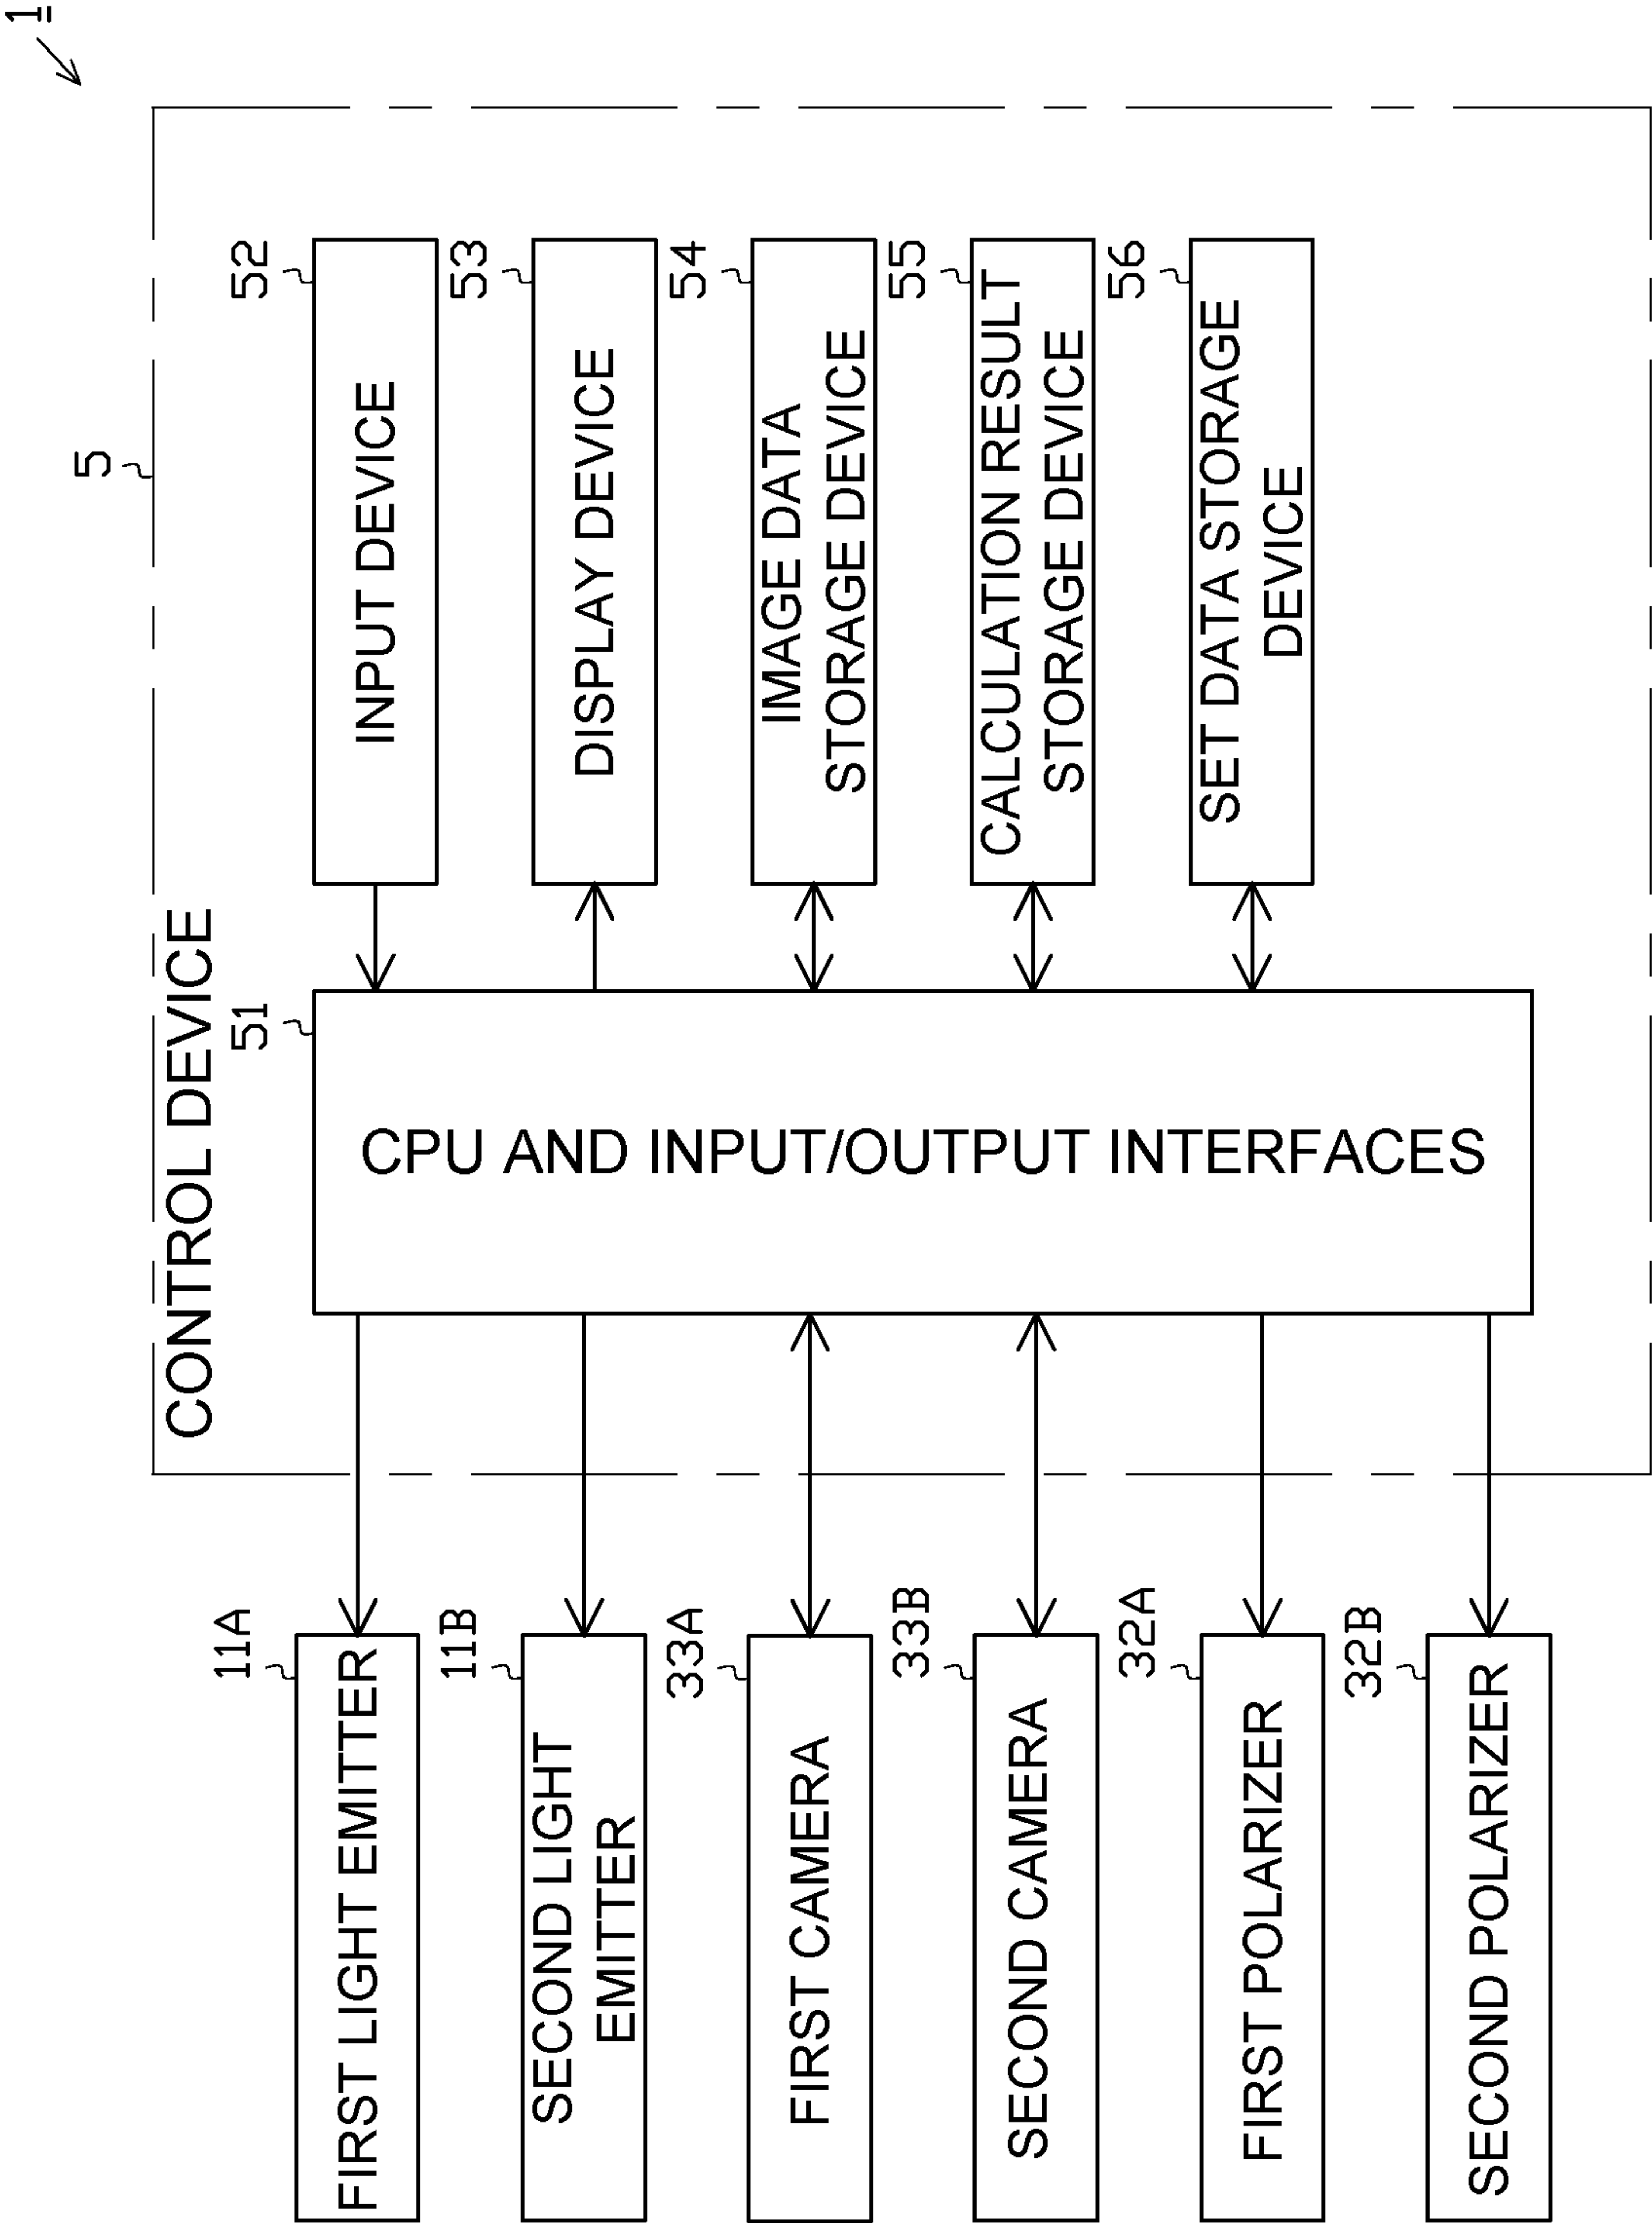 1
5
CONTROL DEVICE
11A
FIRST LIGHT EMITTER
11B
SECOND LIGHT
EMITTER
33A
FIRST CAMERA
33B
SECOND CAMERA
32A
FIRST POLARIZER
32B
SECOND POLARIZER
51
CPU AND INPUT/OUTPUT INTERFACES
52
INPUT DEVICE
53
DISPLAY DEVICE
54
IMAGE DATA
STORAGE DEVICE
55
CALCULATION RESULT
STORAGE DEVICE
56
SET DATA STORAGE
DEVICE